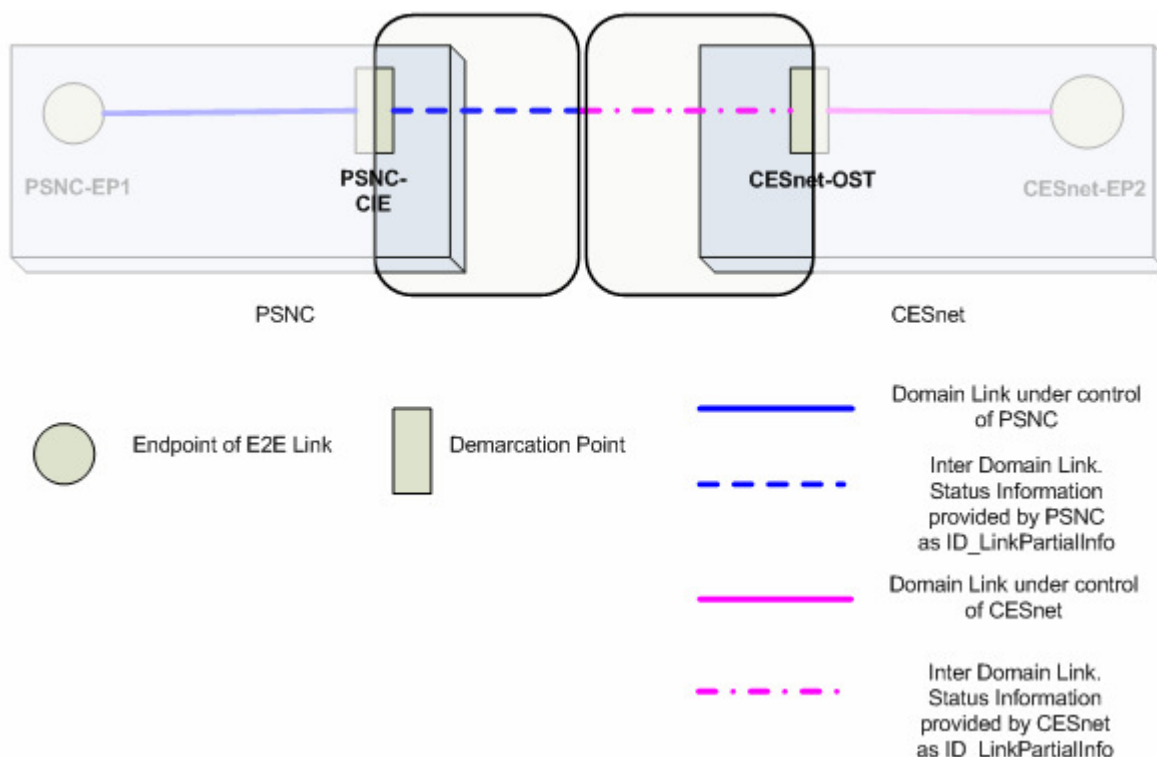 PSNC-EP1
PSNC-
CIE
CESnet-OST
CESnet-EP2
PSNC
CESnet
Endpoint of E2E Link
Demarcation Point
Domain Link under control
of PSNC
Inter Domain Link.
Status Information
provided by PSNC
as ID_LinkPartialInfo
Domain Link under control
of CESnet
Inter Domain Link.
Status Information
provided by CESnet
as ID_LinkPartialInfo